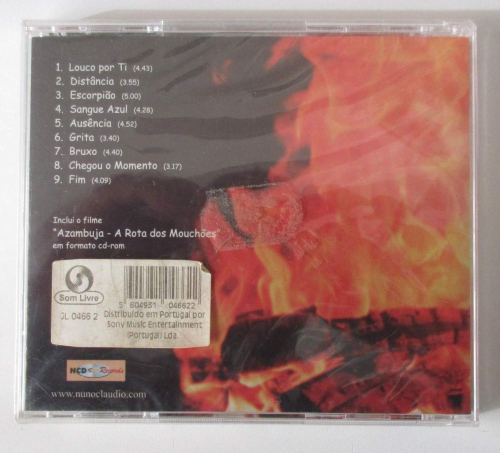 1. Louco por Ti (4.43)
2. Distância (3.55)
3. Escorpião (5.00)
4. Sangue Azul (4.28)
5. Ausência (4.52)
6. Grita (3.40)
7. Bruxo (4.40)
8. Chegou o Momento (3.17)
9. Fim (4.09)
Inclui o filme
"Azambuja - A Rota dos Mouchões"
em formato cd-rom
Som Livre
SL 0466 2
5 604931 046622
Distribuído em Portugal por
Sony Music Entertainment
(Portugal) Lda.
NCD Records
www.nunoclaudio.com